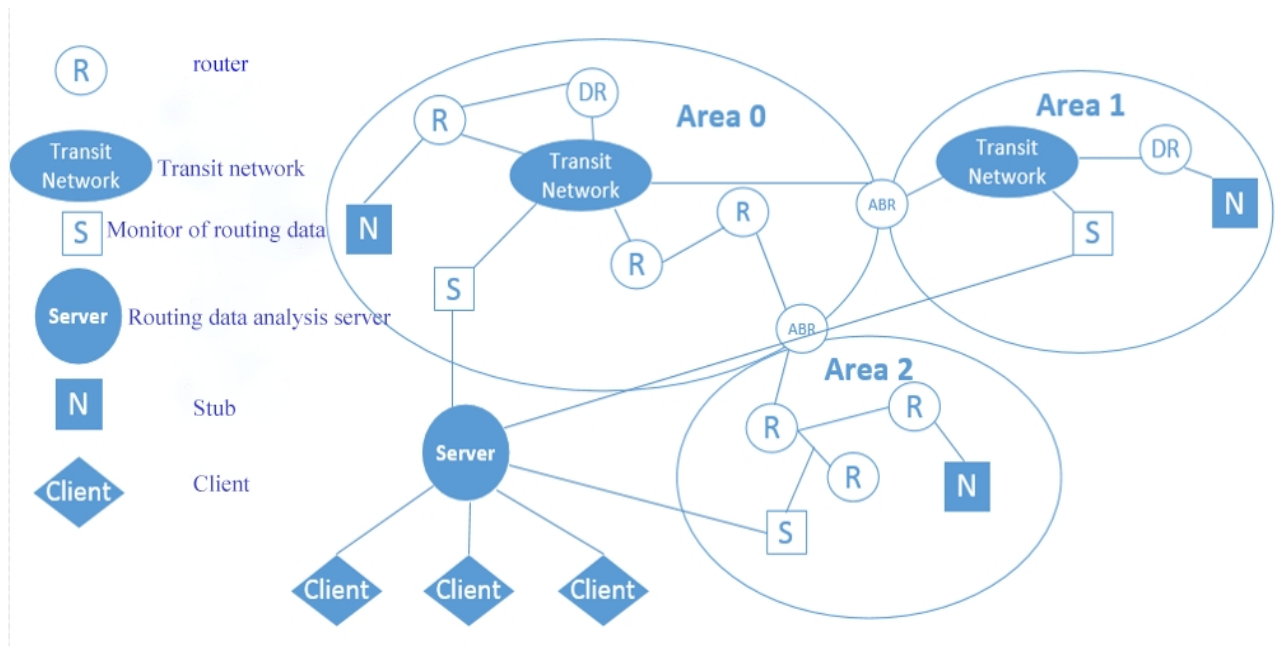 R
router
Transit
Network
Transit network
S
Monitor of routing data
Server
Routing data analysis server
N
Stub
Client
Client
Area 0
R
DR
Transit
Network
N
R
R
S
ABR
ABR
Area 1
Transit
Network
DR
N
S
Area 2
R
R
R
N
S
Server
Client
Client
Client